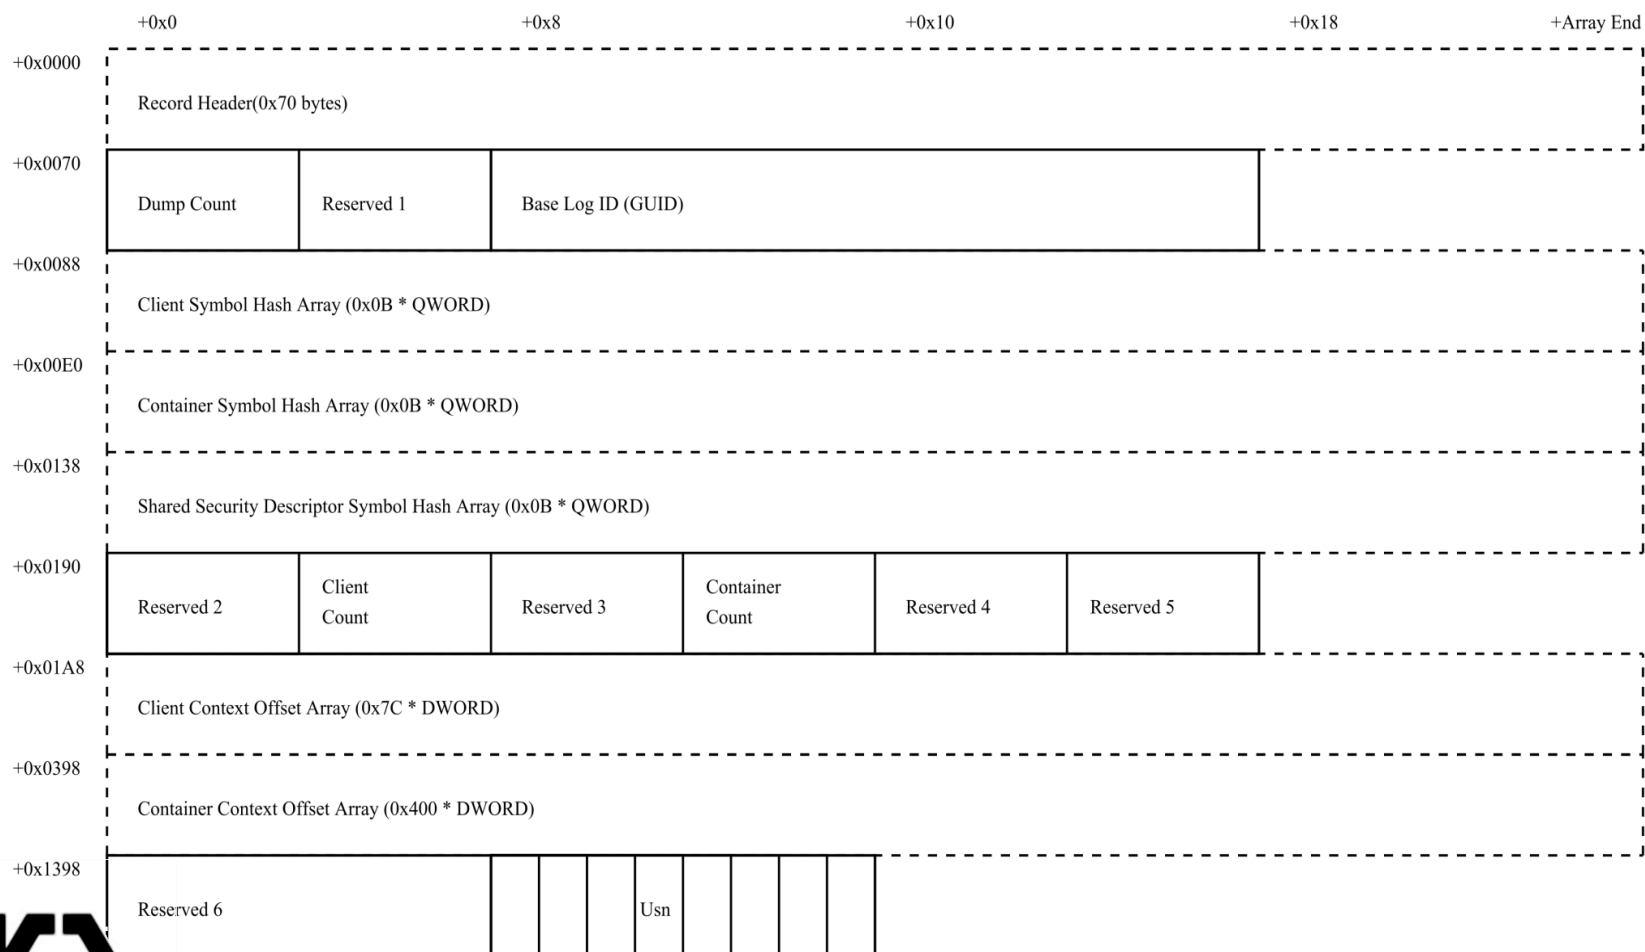 +0x0 +0x8 +0x10 +0x18 +Array End
+0x0000
Record Header(0x70 bytes)
+0x0070
Dump Count Reserved 1 Base Log ID (GUID)
+0x0088
Client Symbol Hash Array (0x0B * QWORD)
+0x00E0
Container Symbol Hash Array (0x0B * QWORD)
+0x0138
Shared Security Descriptor Symbol Hash Array (0x0B * QWORD)
+0x0190
Reserved 2 Client Count Reserved 3 Container Count Reserved 4 Reserved 5
+0x01A8
Client Context Offset Array (0x7C * DWORD)
+0x0398
Container Context Offset Array (0x400 * DWORD)
+0x1398
Reserved 6 Usn